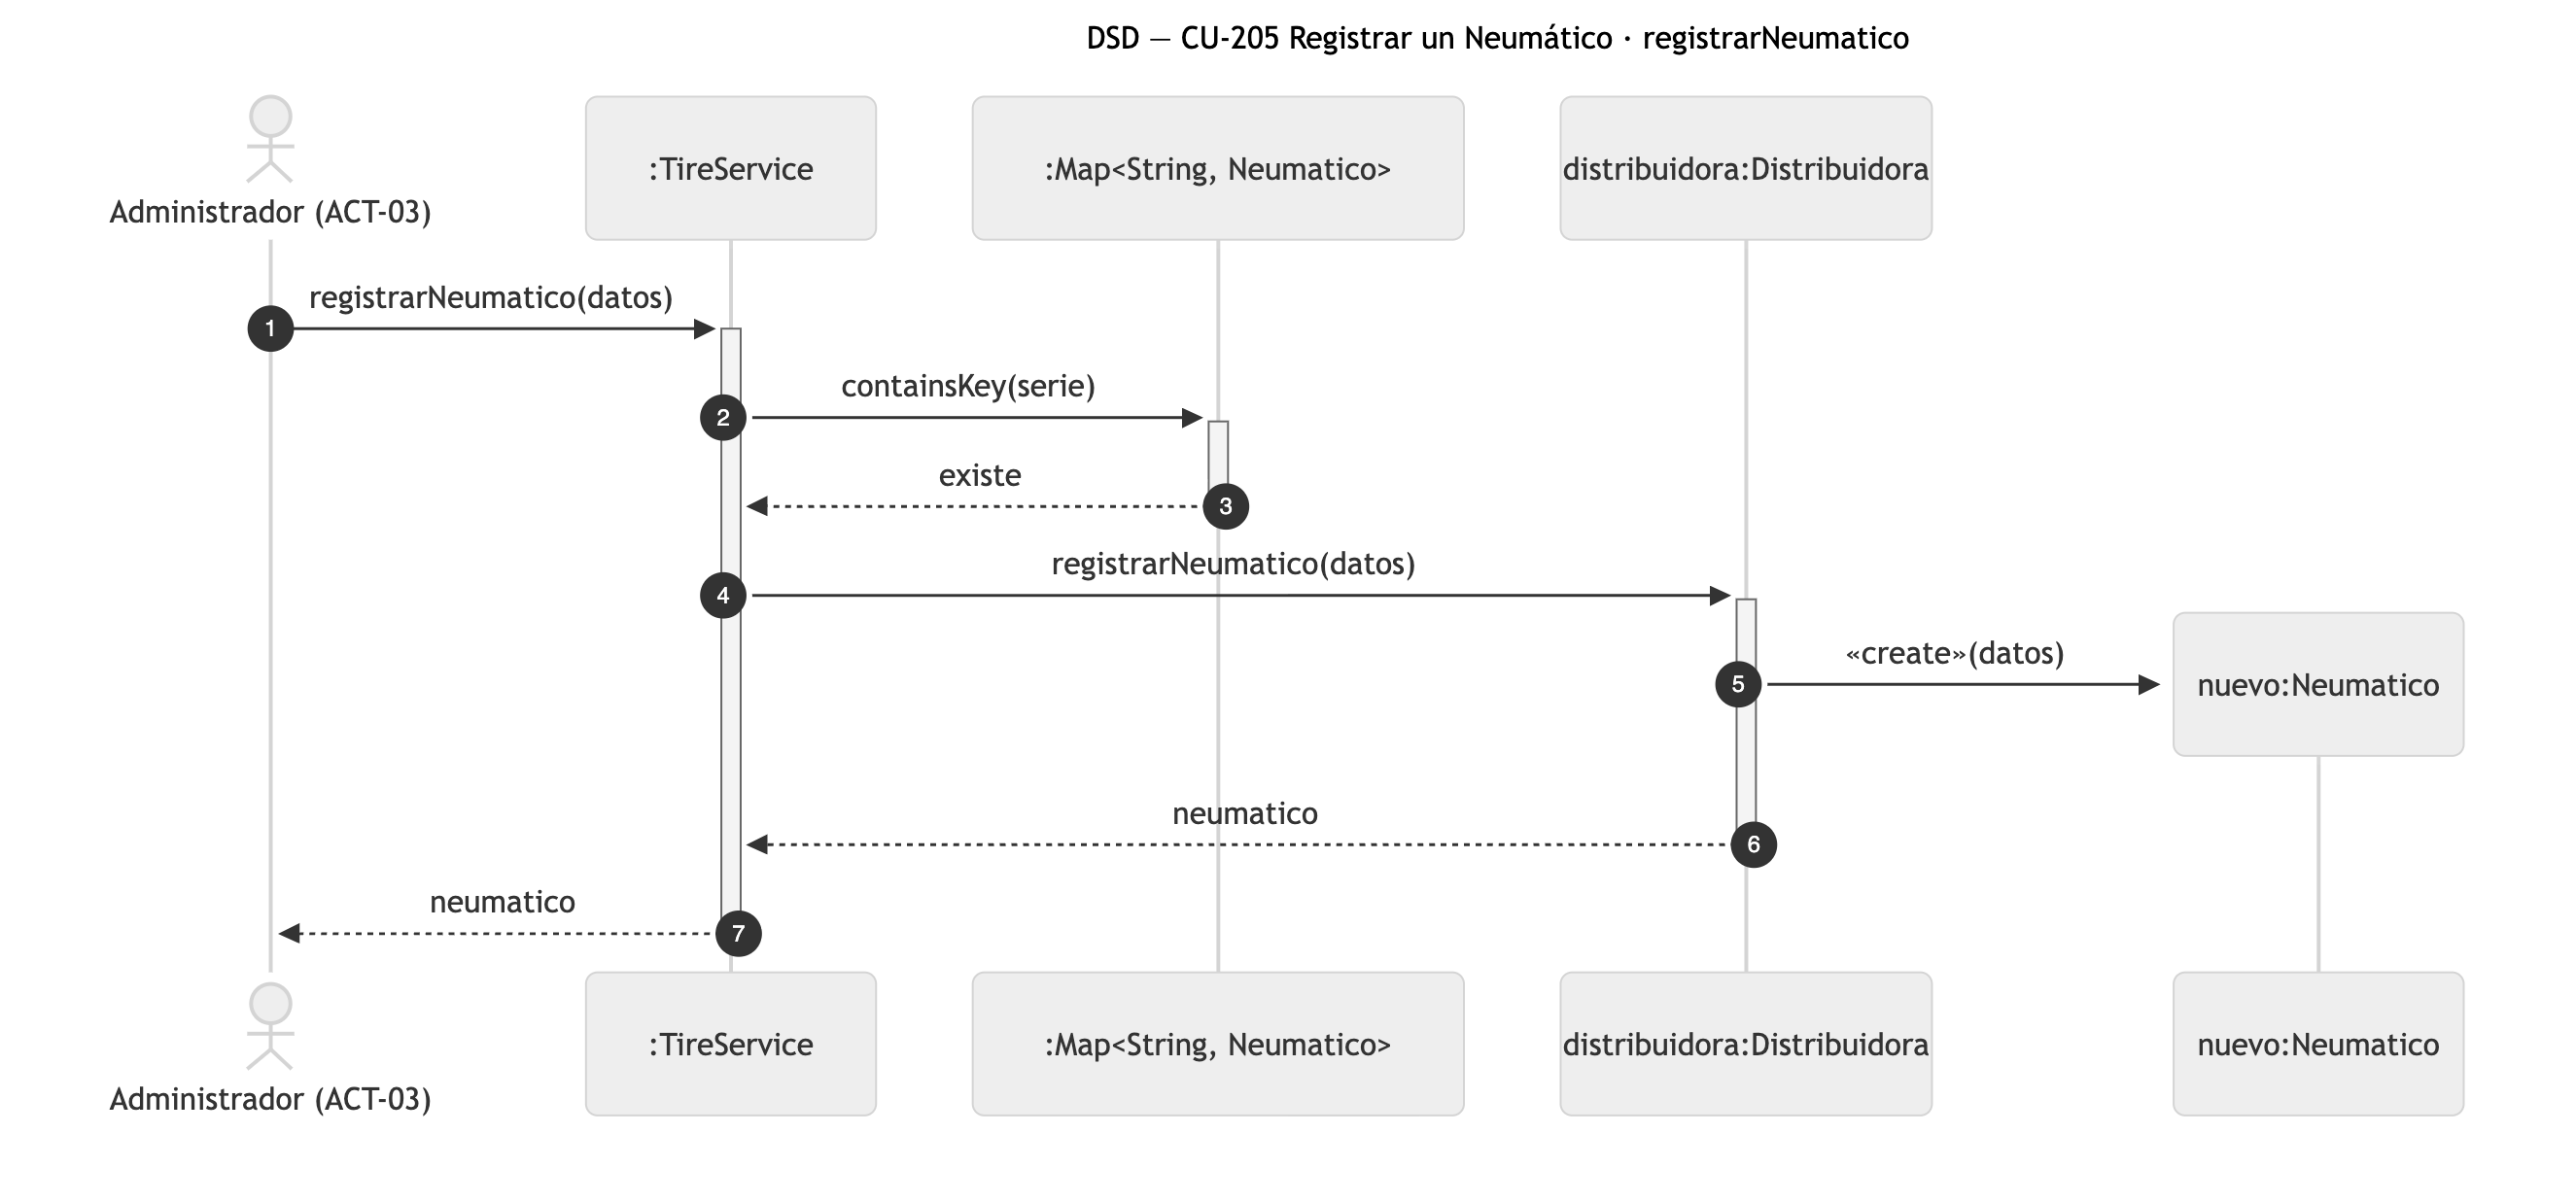 DSD — CU-205 Registrar un Neumático · registrarNeumatico
Administrador (ACT-03)
:TireService
:Map<String, Neumatico>
distribuidora:Distribuidora
registrarNeumatico(datos)
1
containsKey(serie)
2
existe
3
registrarNeumatico(datos)
4
«create»(datos)
5
nuevo:Neumatico
neumatico
6
neumatico
7
Administrador (ACT-03)
:TireService
:Map<String, Neumatico>
distribuidora:Distribuidora
nuevo:Neumatico